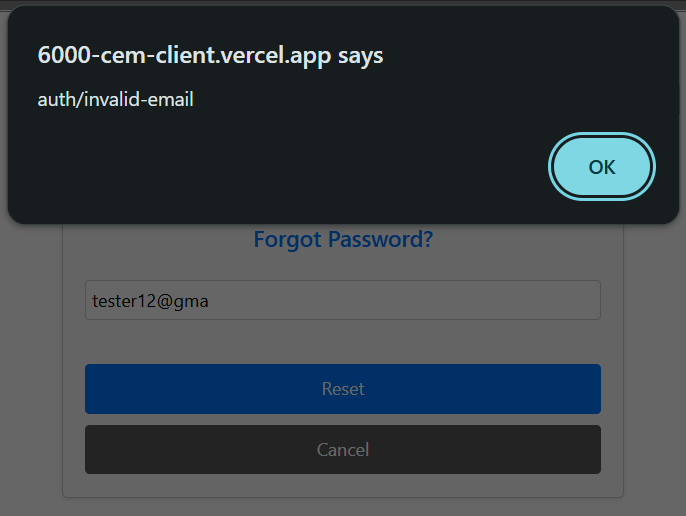 6000-cem-client.vercel.app says
auth/invalid-email
OK
Forgot Password?
tester12@gma
Reset
Cancel